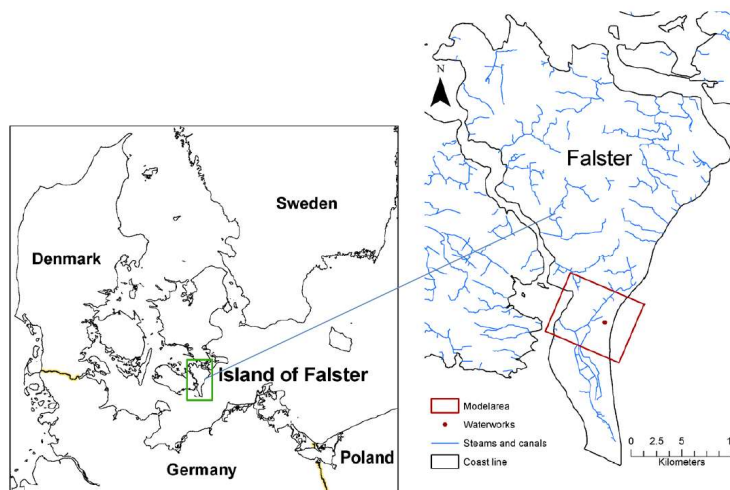 Sweden
Denmark
Island of Falster
Germany
Poland
N
Falster
Modelarea
Waterworks
Steams and canals
Coast line
0 2.5 5 1
Kilometers